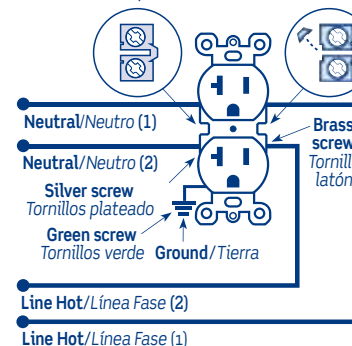 Neutral/Neutro (1)
Neutral/Neutro (2)
Silver screw
Tornillos plateado
Green screw
Tornillos verde
Ground/Tierra
Brass
screw
Tornill
latón
Line Hot/Línea Fase (2)
Line Hot/Línea Fase (1)